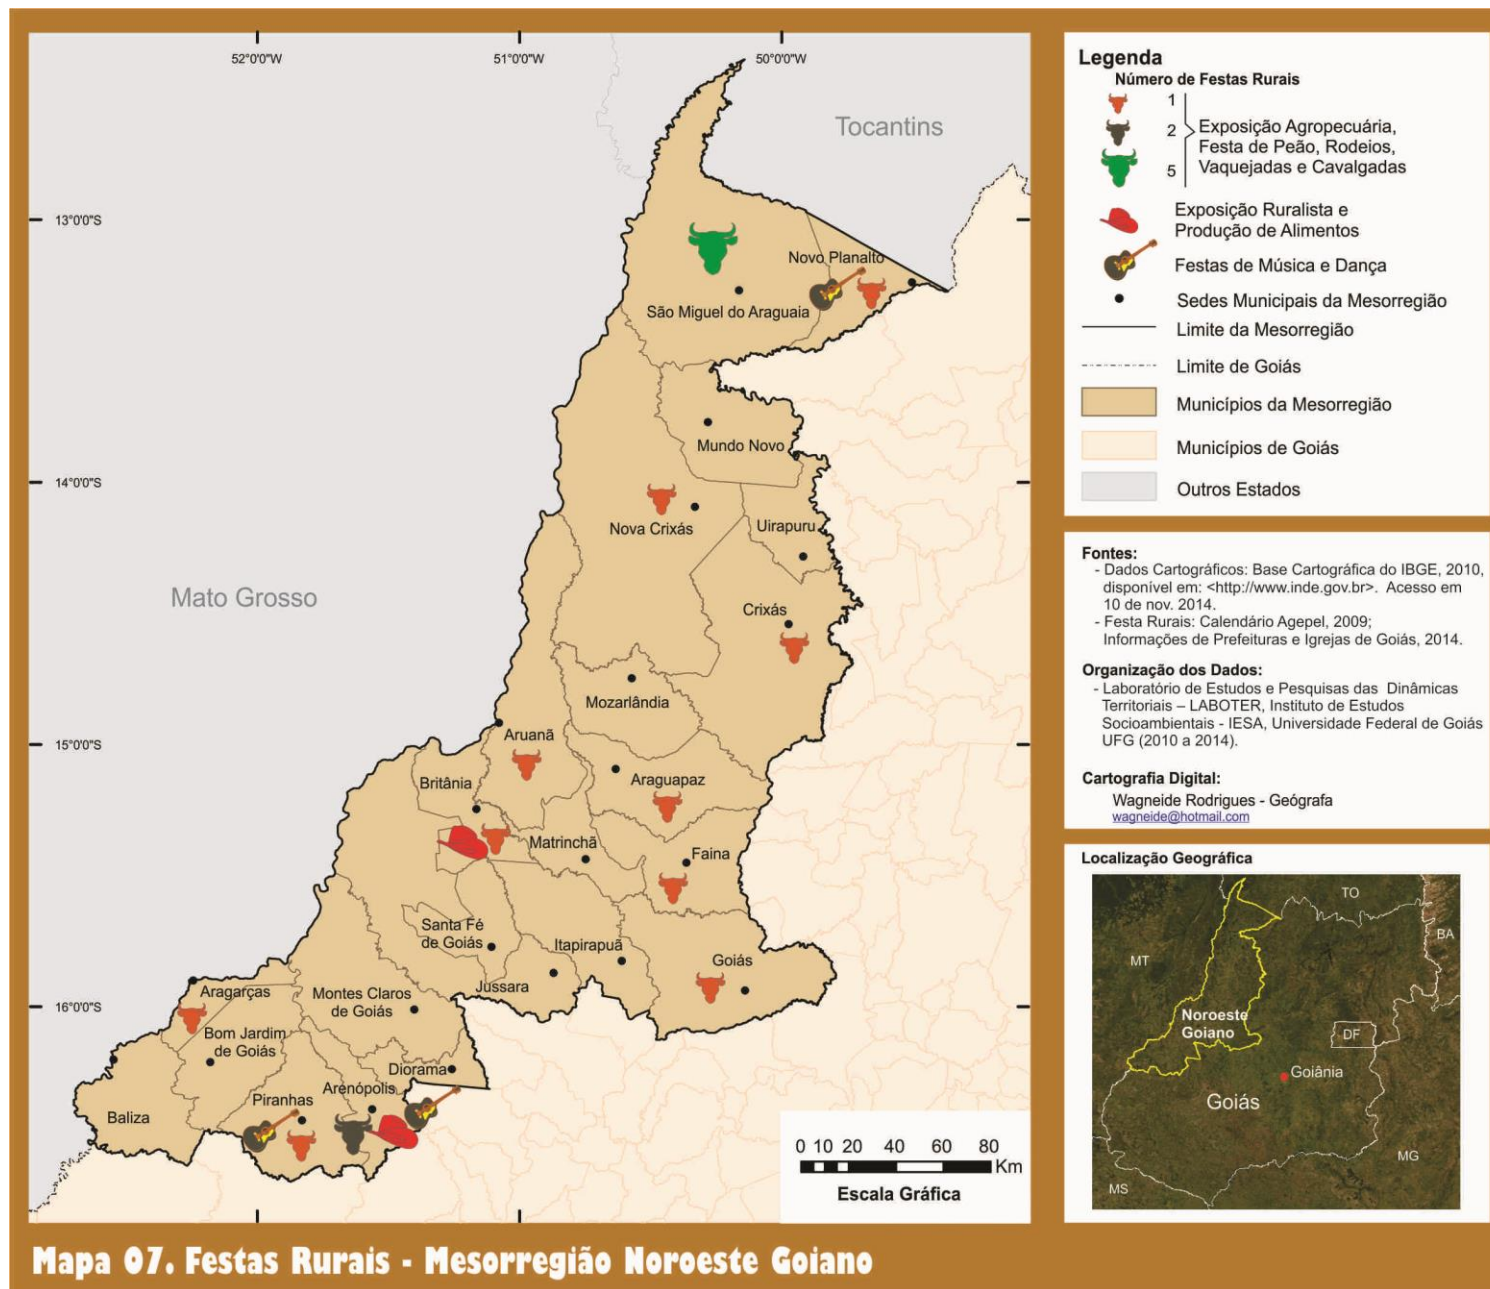 52°0'0"W
51°0'0"W
50°0'0"W
13°0'0"S
14°0'0"S
15°0'0"S
16°0'0"S
Tocantins
Mato Grosso
Novo Planalto
São Miguel do Araguaia
Mundo Novo
Nova Crixás
Uirapuru
Crixás
Mozarlândia
Aruanã
Britânia
Araguapaz
Matrinchã
Faina
Santa Fé
de Goiás
Itapirapuã
Goiás
Jussara
Aragarças
Montes Claros
de Goiás
Bom Jardim
de Goiás
Diorama
Arenópolis
Piranhas
Baliza
0 10 20 40 60 80
Km
Escala Gráfica
Legenda
Número de Festas Rurais
1
2
5
Exposição Agropecuária,
Festa de Peão, Rodeios,
Vaquejadas e Cavalgadas
Exposição Ruralista e
Produção de Alimentos
Festas de Música e Dança
Sedes Municipais da Mesorregião
Limite da Mesorregião
Limite de Goiás
Municípios da Mesorregião
Municípios de Goiás
Outros Estados
Fontes:
- Dados Cartográficos: Base Cartográfica do IBGE, 2010,
disponível em: <http://www.inde.gov.br>. Acesso em
10 de nov. 2014.
- Festa Rurais: Calendário Agepel, 2009;
Informações de Prefeituras e Igrejas de Goiás, 2014.
Organização dos Dados:
- Laboratório de Estudos e Pesquisas das Dinâmicas
Territoriais – LABOTER, Instituto de Estudos
Socioambientais - IESA, Universidade Federal de Goiás
UFG (2010 a 2014).
Cartografia Digital:
Wagneide Rodrigues - Geógrafa
wagneide@hotmail.com
Localização Geográfica
TO
BA
MT
Noroeste
Goiano
DF
Goiânia
Goiás
MG
MS
Mapa 07. Festas Rurais - Mesorregião Noroeste Goiano